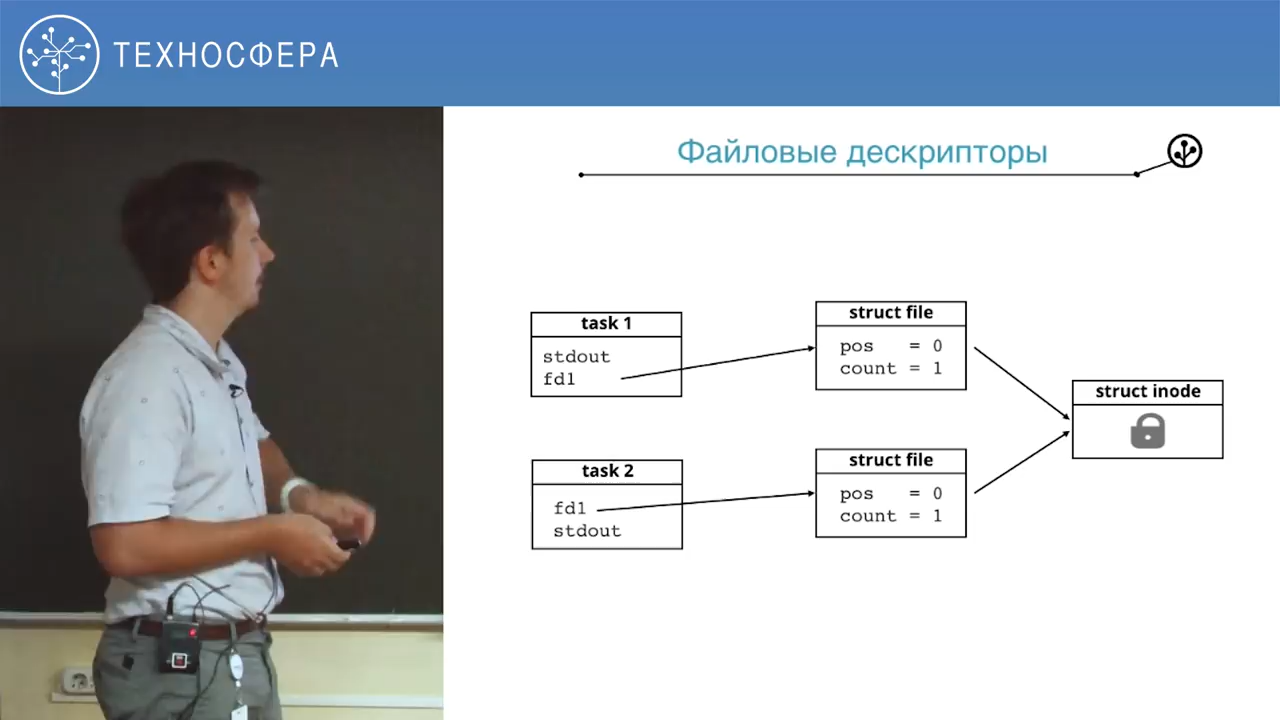 ТЕХНОСФЕРА
Файловые дескрипторы
task 1
stdout
fd1
struct file
pos = 0
count = 1
struct inode
task 2
fd1
stdout
struct file
pos = 0
count = 1